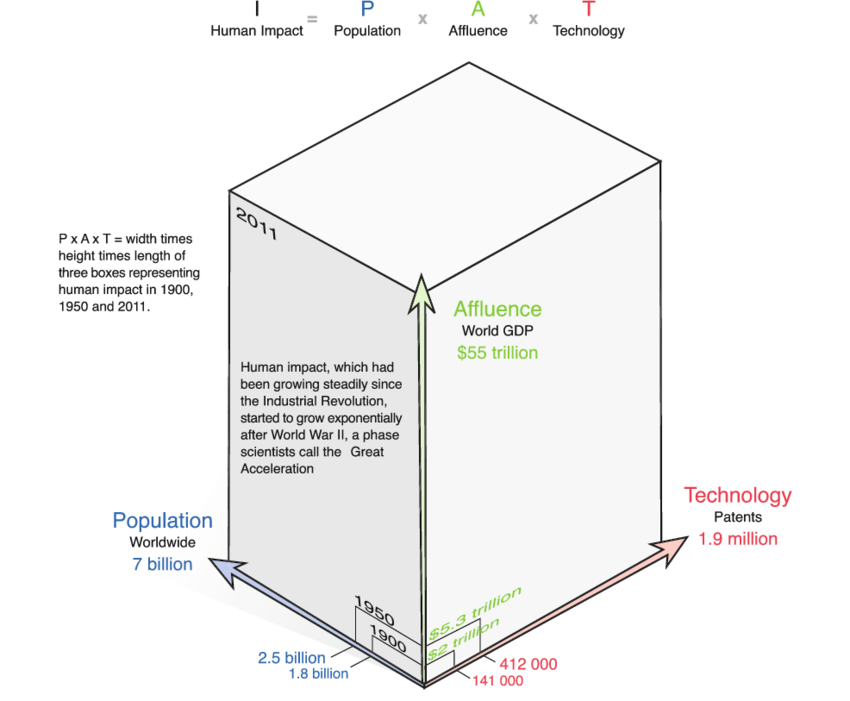 I = P x A x T
Human Impact Population Affluence Technology
2011
P x A x T = width times
height times length of
three boxes representing
human impact in 1900,
1950 and 2011.
Affluence
World GDP
$55 trillion
Human impact, which had
been growing steadily since
the Industrial Revolution,
started to grow exponentially
after World War II, a phase
scientists call the Great
Acceleration
Technology
Patents
1.9 million
Population
Worldwide
7 billion
1950
$5.3 trillion
1900
$2 trillion
2.5 billion
1.8 billion
412 000
141 000